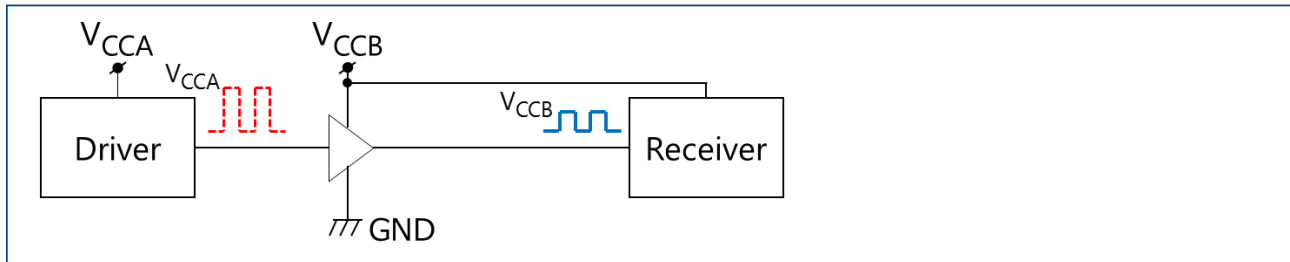 VCCA
VCCB
VCCA
VCCB
Driver
Receiver
GND